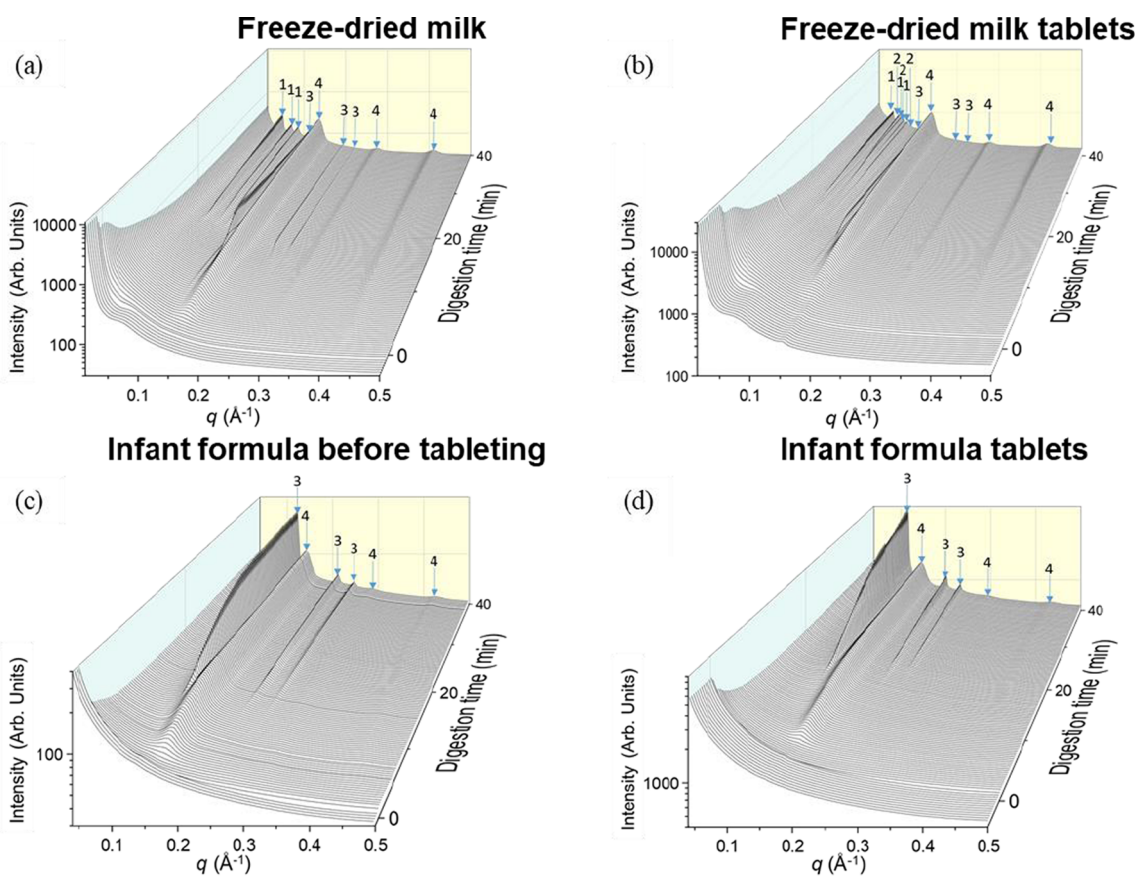 Freeze-dried milk
(a)
1 1 1 3 4 3 3 4 4
10000
1000
100
Intensity (Arb. Units)
0.1 0.2 0.3 0.4 0.5
q (Å-1)
0
20
40
Digestion time (min)
Freeze-dried milk tablets
(b)
1 2 1 2 1 2 3 4 3 3 4 4
10000
1000
100
Intensity (Arb. Units)
0.1 0.2 0.3 0.4 0.5
q (Å-1)
0
20
40
Digestion time (min)
Infant formula before tableting
(c)
3 4 3 3 4 4
100
Intensity (Arb. Units)
0.1 0.2 0.3 0.4 0.5
q (Å-1)
0
20
40
Digestion time (min)
Infant formula tablets
(d)
3 4 3 3 4 4
1000
Intensity (Arb. Units)
0.1 0.2 0.3 0.4 0.5
q (Å-1)
0
20
40
Digestion time (min)